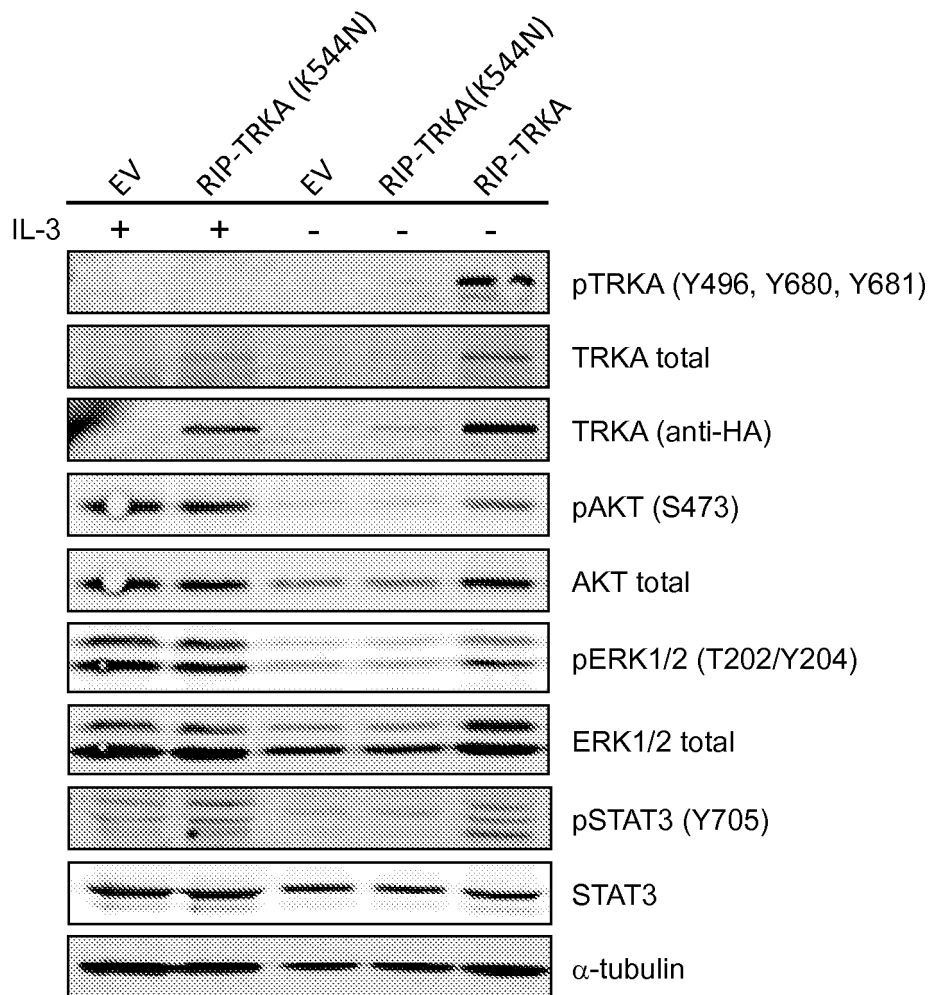 EV
RIP-TRKA (K544N)
EV
RIP-TRKA(K544N)
RIP-TRKA
IL-3 + + - - -
pTRKA (Y496, Y680, Y681)
TRKA total
TRKA (anti-HA)
pAKT (S473)
AKT total
pERK1/2 (T202/Y204)
ERK1/2 total
pSTAT3 (Y705)
STAT3
α-tubulin